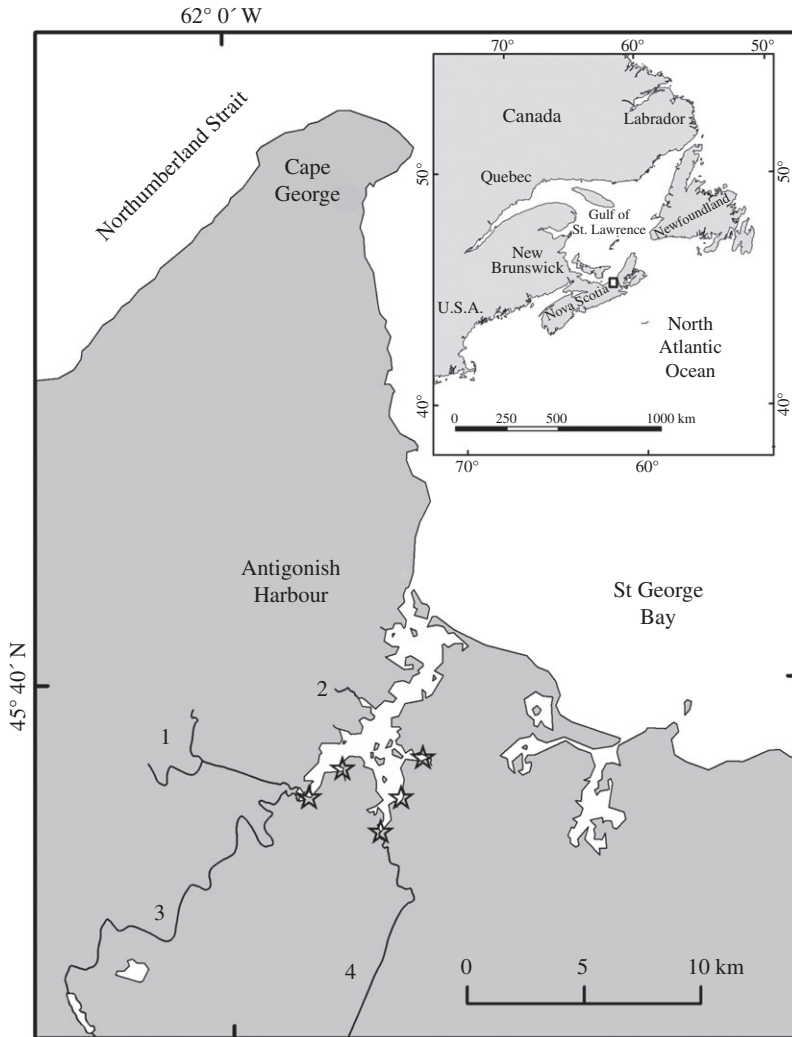 62° 0´ W
Northumberland Strait
Cape
George
70°
60°
50°
Canada
Labrador
50°
50°
Quebec
Gulf of
St. Lawrence
Newfoundland
New
Brunswick
U.S.A.
Nova Scotia
North
Atlantic
Ocean
40°
40°
0 250 500 1000 km
70°
60°
Antigonish
Harbour
St George
Bay
45° 40´ N
2
1
3
4
0 5 10 km